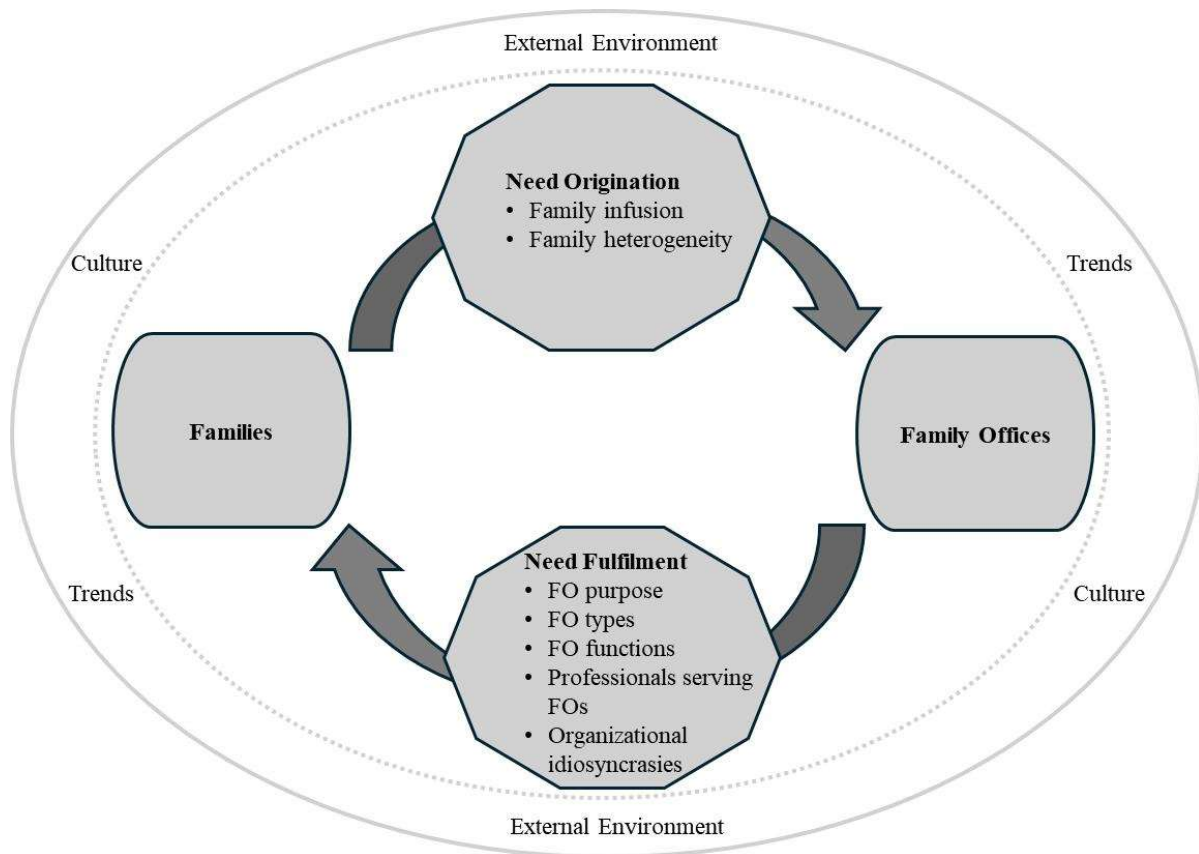 External Environment
Need Origination
• Family infusion
• Family heterogeneity
Culture
Trends
Families
Family Offices
Need Fulfilment
• FO purpose
• FO types
• FO functions
• Professionals serving
FOs
• Organizational
idiosyncrasies
Trends
Culture
External Environment